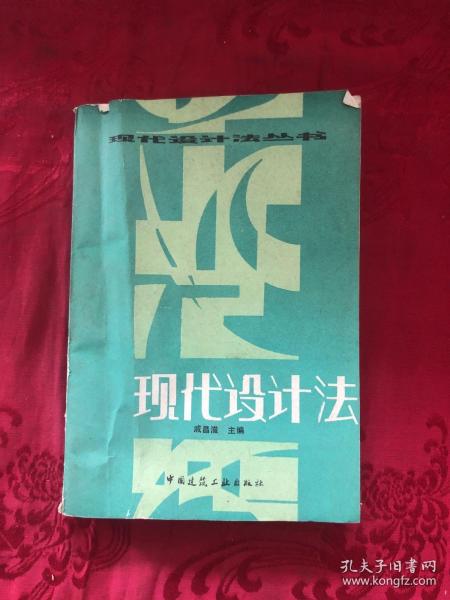 现代设计法丛书
现代设计法
戚昌滋 主编
中国建筑工业出版社
孔夫子旧书网
www.kongfz.com